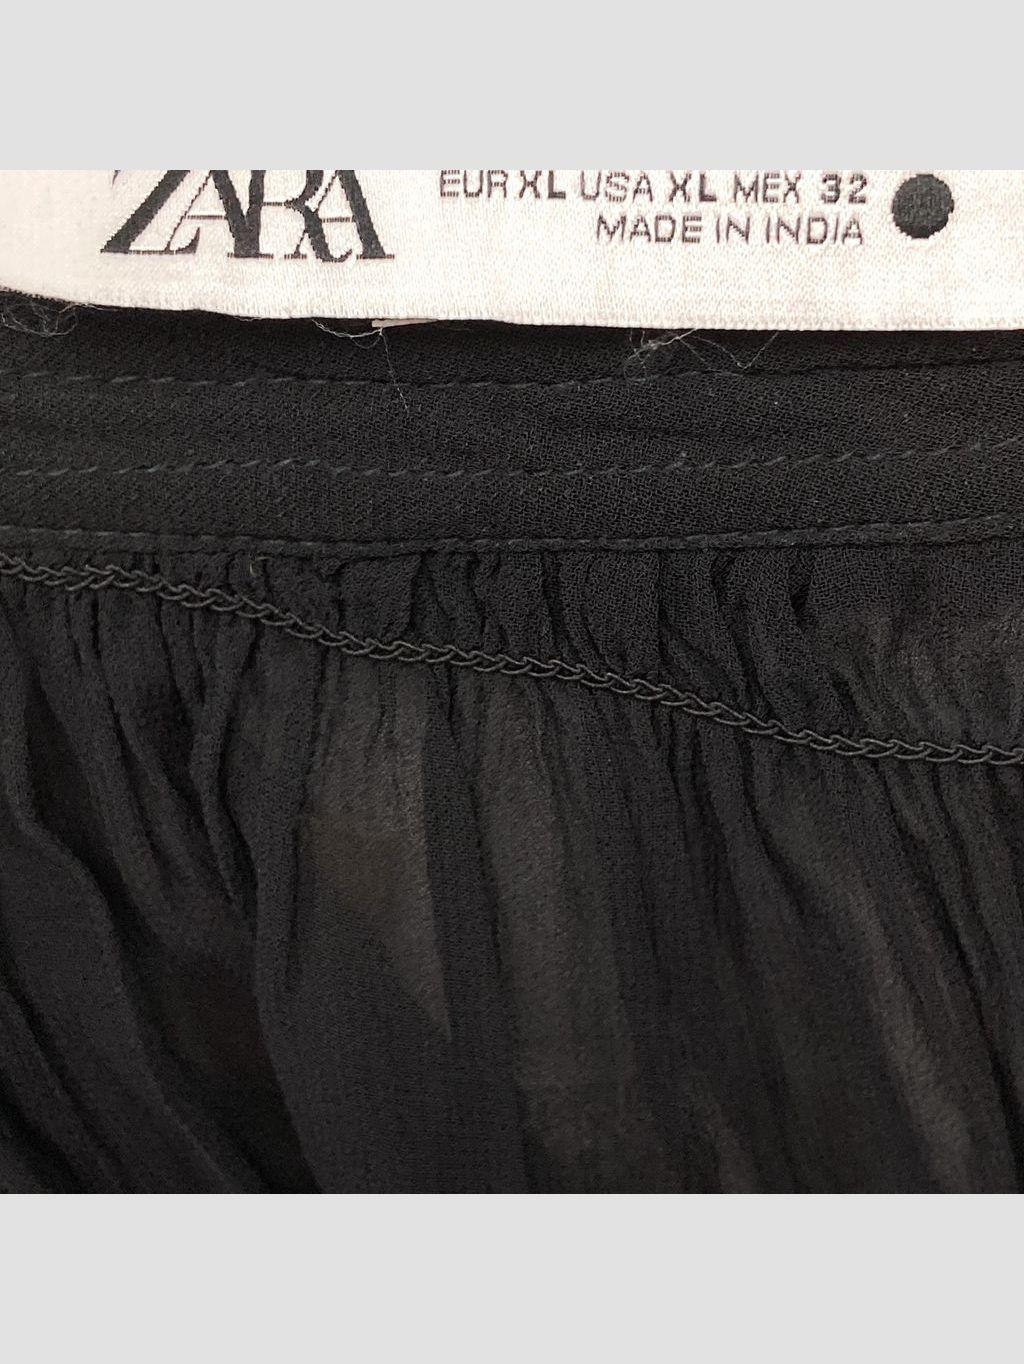 ZARA
EUR XL USA XL MEX 32
MADE IN INDIA